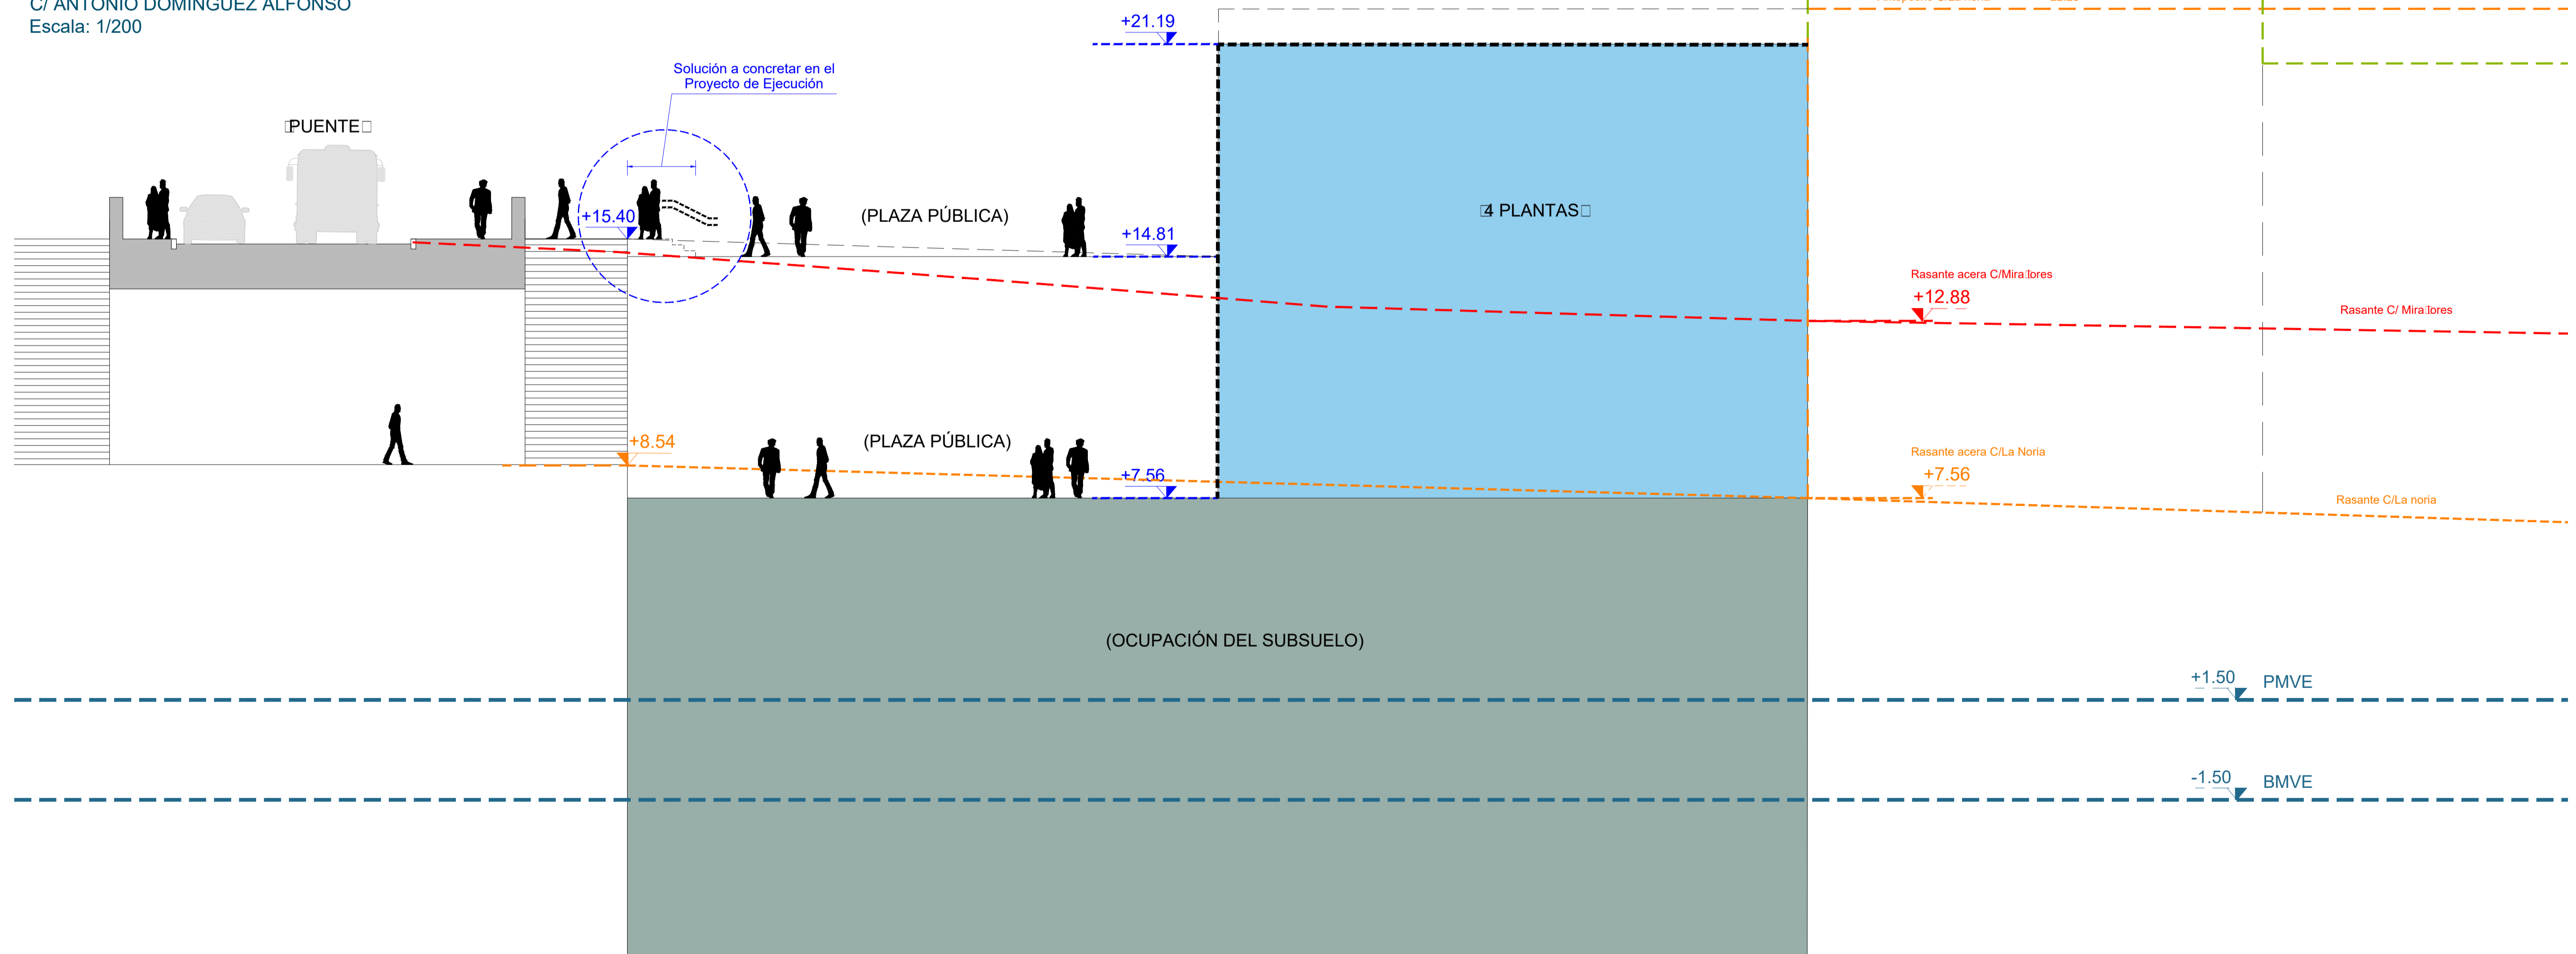 C/ ANTONIO DOMÍNGUEZ ALFONSO
Escala: 1/200
+21.19
Solución a concretar en el
Proyecto de Ejecución
PUENTE
+15.40
(PLAZA PÚBLICA)
+14.81
4 PLANTAS
Rasante acera C/Miraflores
+12.88
Rasante C/ Miraflores
+8.54
(PLAZA PÚBLICA)
+7.56
Rasante acera C/La Noria
+7.56
Rasante C/La noria
(OCUPACIÓN DEL SUBSUELO)
+1.50 PMVE
-1.50 BMVE